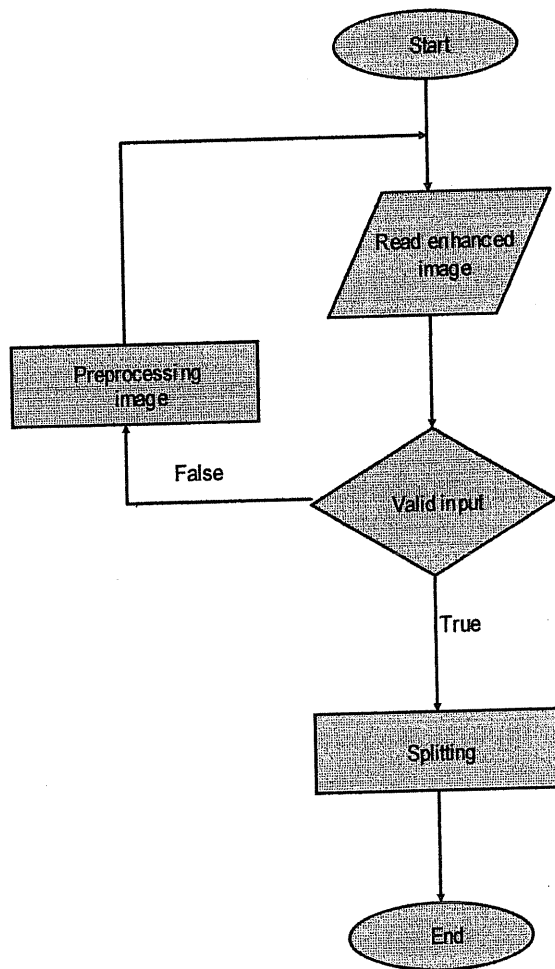 Start
Read enhanced
image
Preprocessing
image
False
Valid input
True
Splitting
End